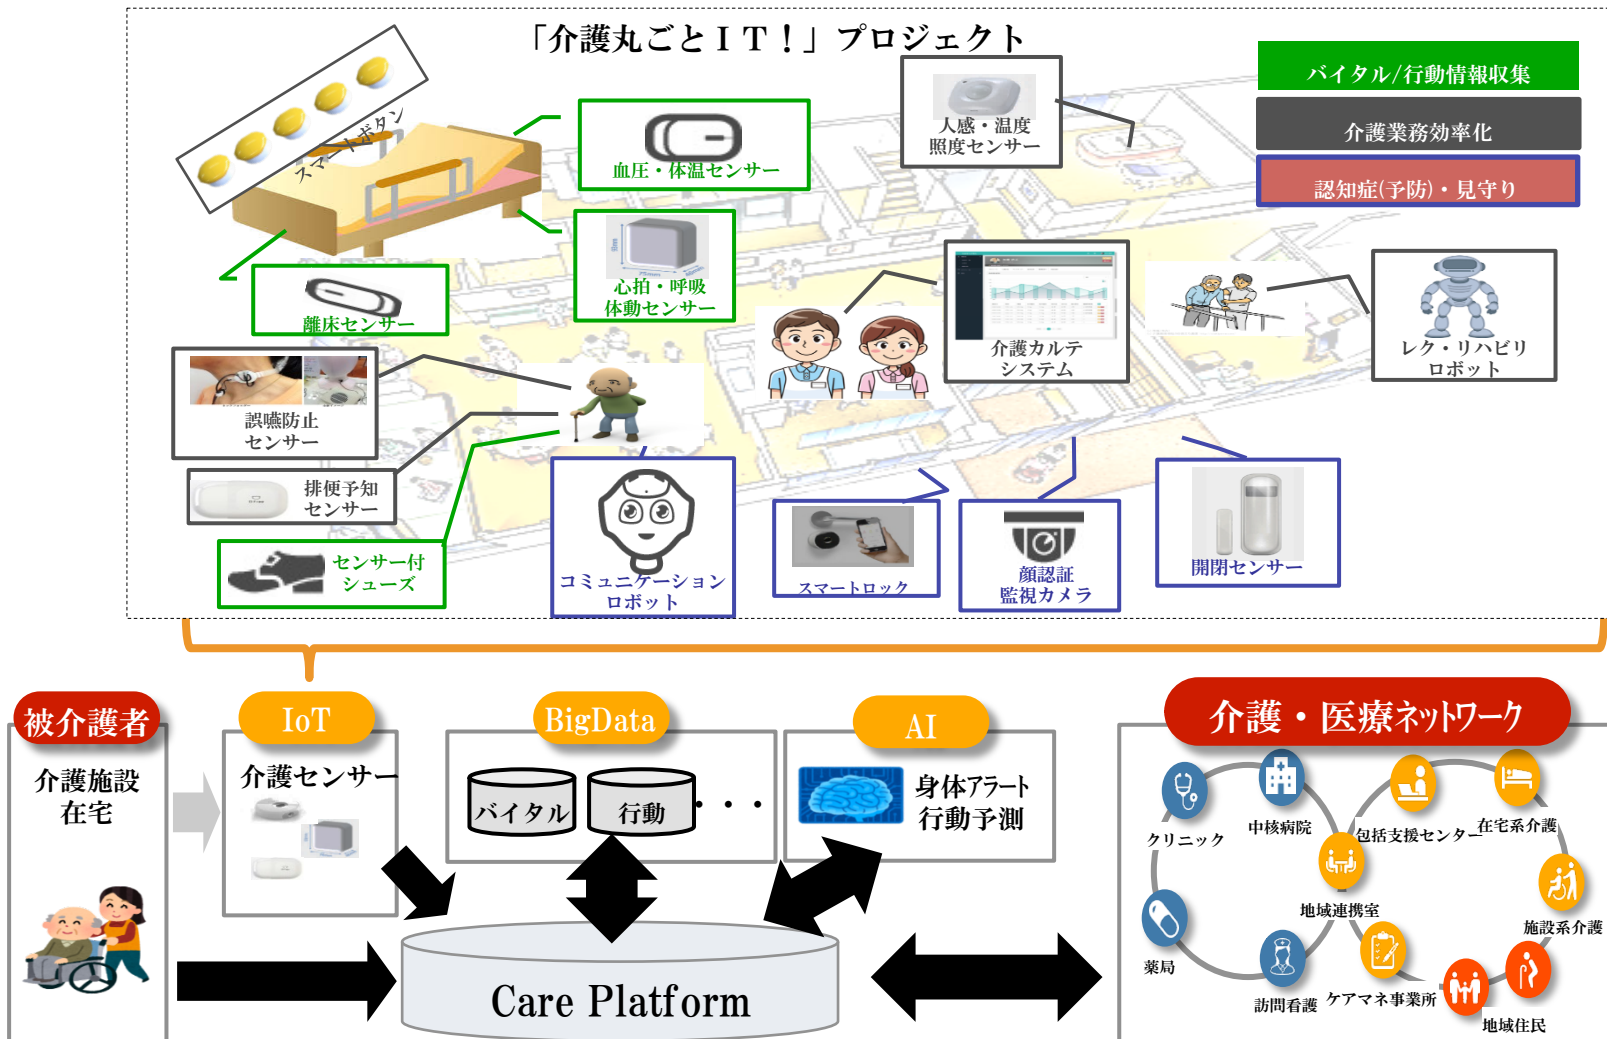 「介護丸ごとＩＴ！」プロジェクト
バイタル/行動情報収集
介護業務効率化
認知症(予防)・見守り
スマートボタン
血圧・体温センサー
人感・温度
照度センサー
75mm
心拍・呼吸
体動センサー
離床センサー
介護カルテ
システム
レク・リハビリ
ロボット
誤嚥防止
センサー
排便予知
センサー
センサー付
シューズ
コミュニケーション
ロボット
スマートロック
顔認証
監視カメラ
開閉センサー
被介護者
介護施設
在宅
IoT
介護センサー
BigData
バイタル
行動
・・・
AI
身体アラート
行動予測
Care Platform
介護・医療ネットワーク
クリニック
中核病院
包括支援センター
在宅系介護
地域連携室
施設系介護
薬局
訪問看護
ケアマネ事業所
地域住民